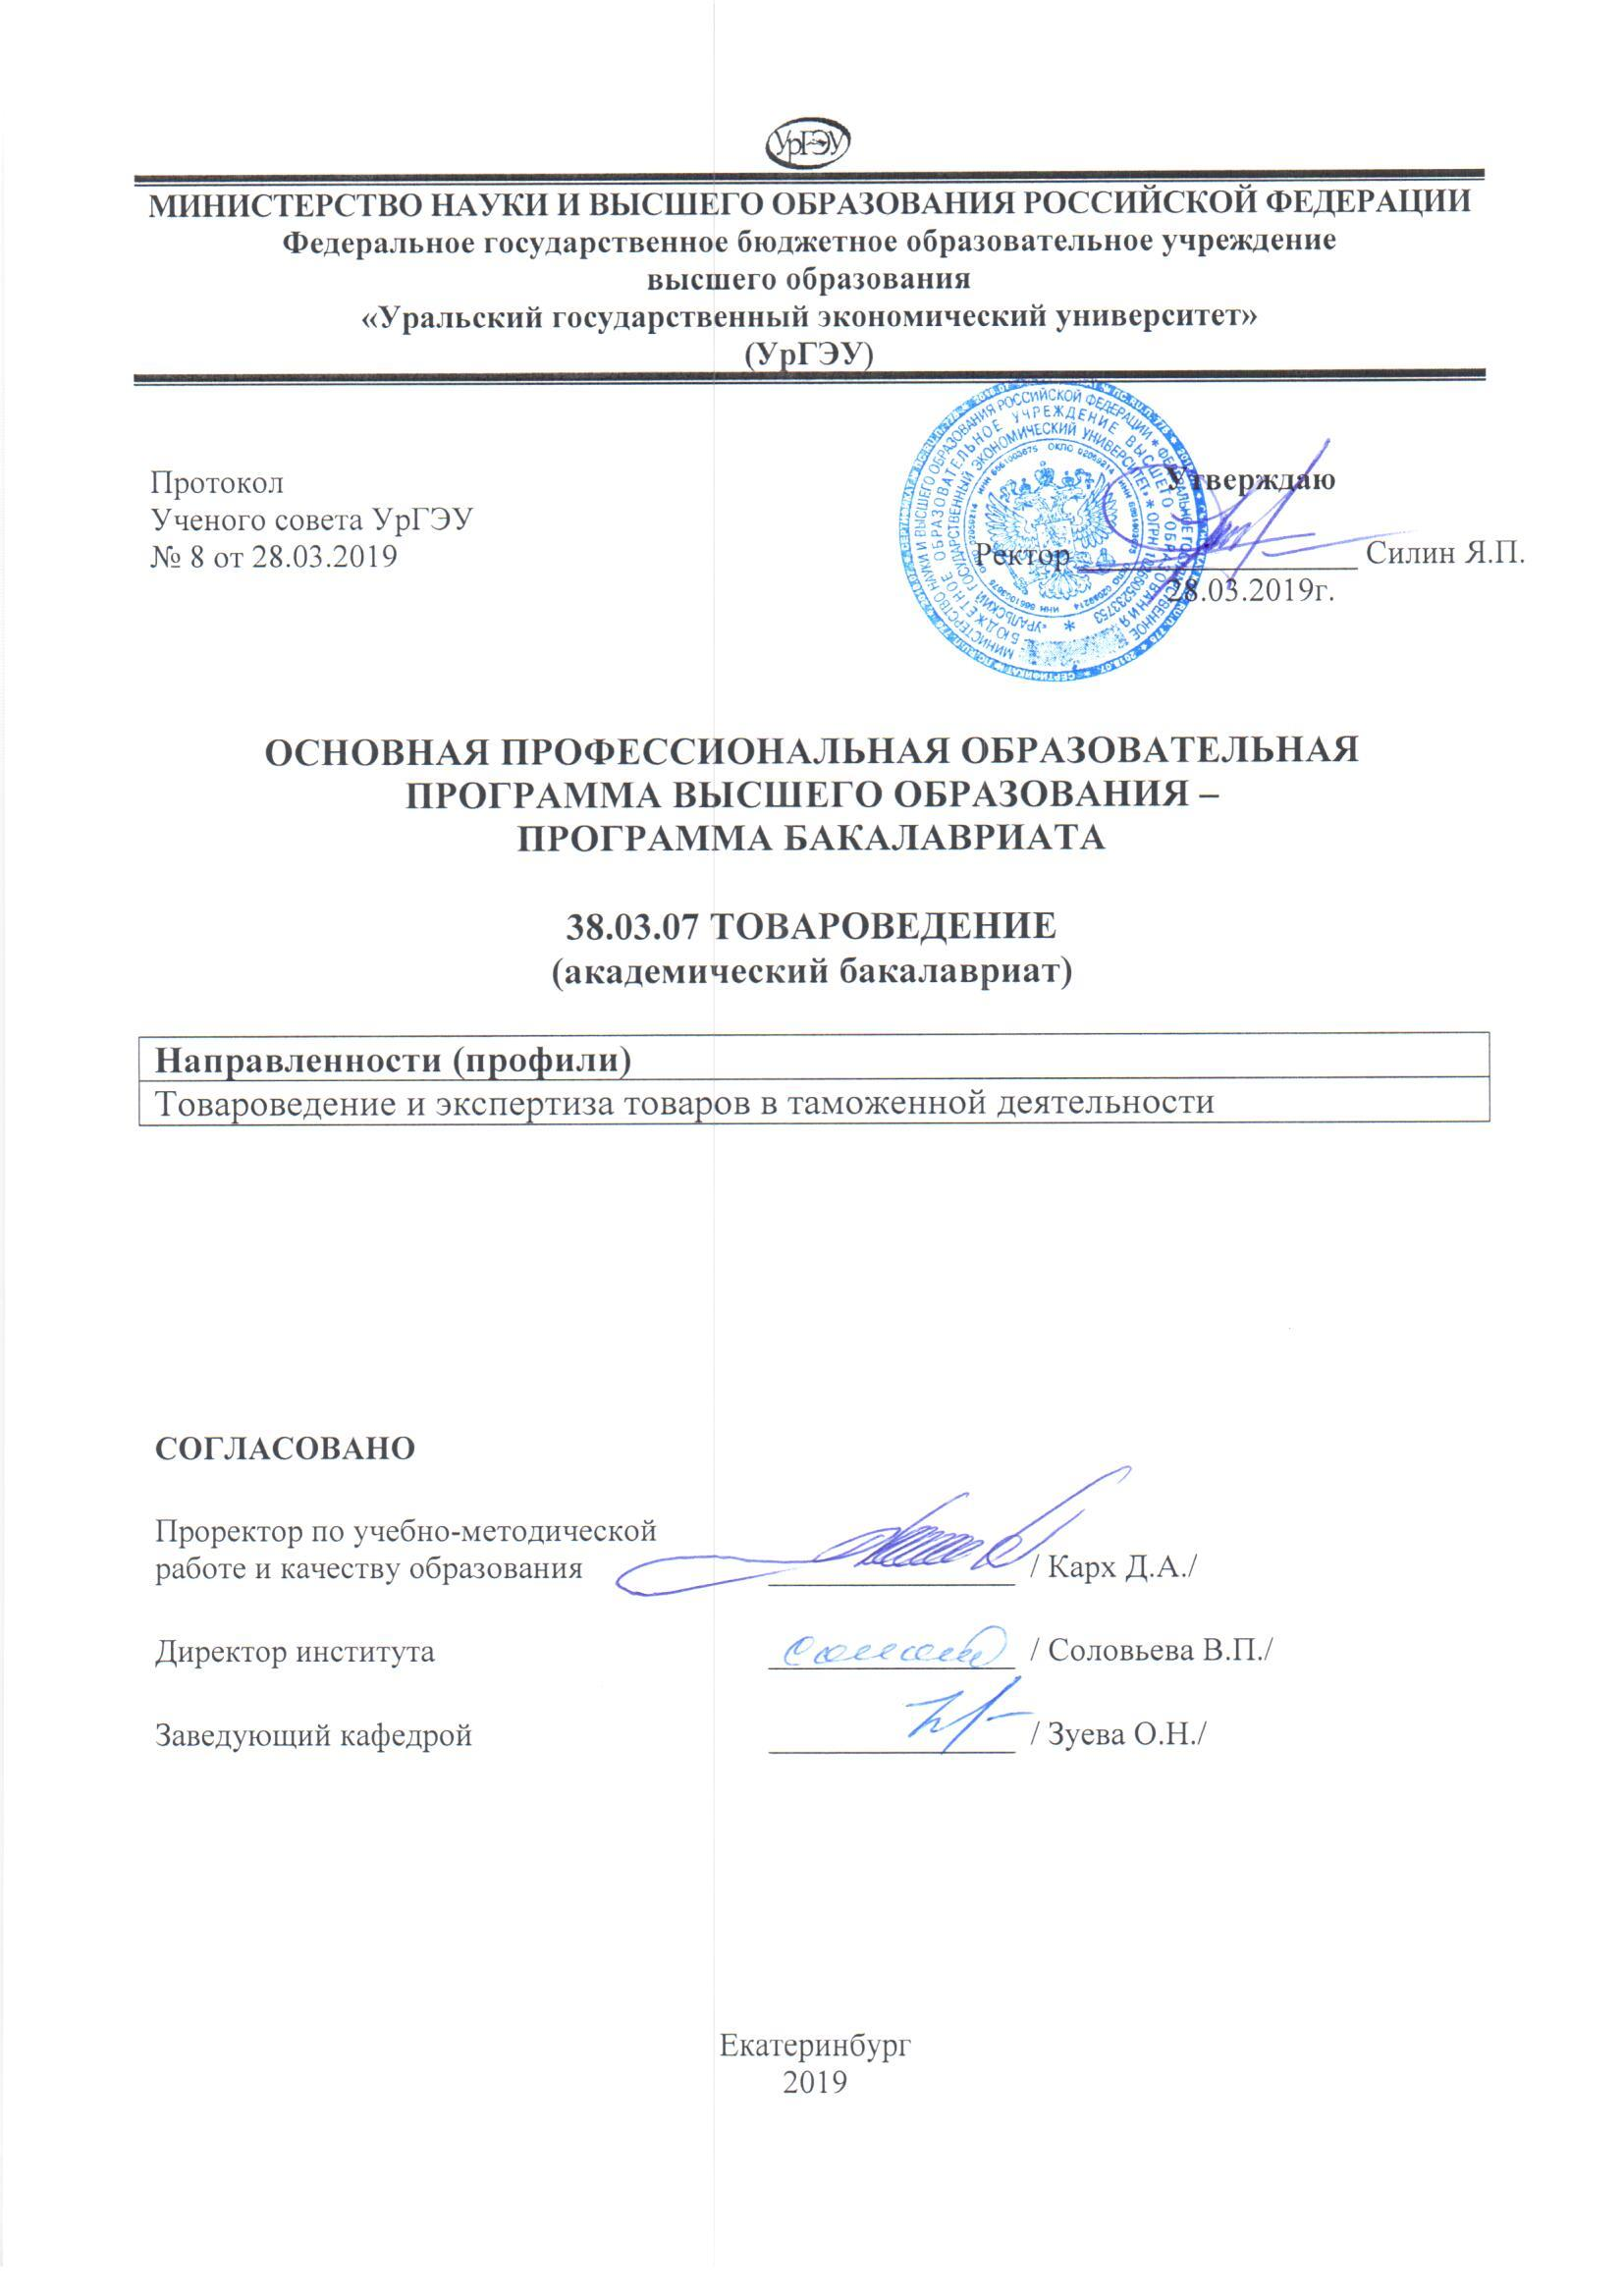 УрГЭУ
МИНИСТЕРСТВО НАУКИ И ВЫСШЕГО ОБРАЗОВАНИЯ РОССИЙСКОЙ ФЕДЕРАЦИИ
Федеральное государственное бюджетное образовательное учреждение
высшего образования
«Уральский государственный экономический университет»
(УрГЭУ)
Протокол
Ученого совета УрГЭУ
№ 8 от 28.03.2019
Утверждаю
Ректор Силин Я.П.
28.03.2019г.
ОСНОВНАЯ ПРОФЕССИОНАЛЬНАЯ ОБРАЗОВАТЕЛЬНАЯ
ПРОГРАММА ВЫСШЕГО ОБРАЗОВАНИЯ –
ПРОГРАММА БАКАЛАВРИАТА
38.03.07 ТОВАРОВЕДЕНИЕ
(академический бакалавриат)
Направленности (профили)
Товароведение и экспертиза товаров в таможенной деятельности
СОГЛАСОВАНО
Проректор по учебно-методической
работе и качеству образования / Карх Д.А./
Директор института / Соловьева В.П./
Заведующий кафедрой / Зуева О.Н./
Екатеринбург
2019